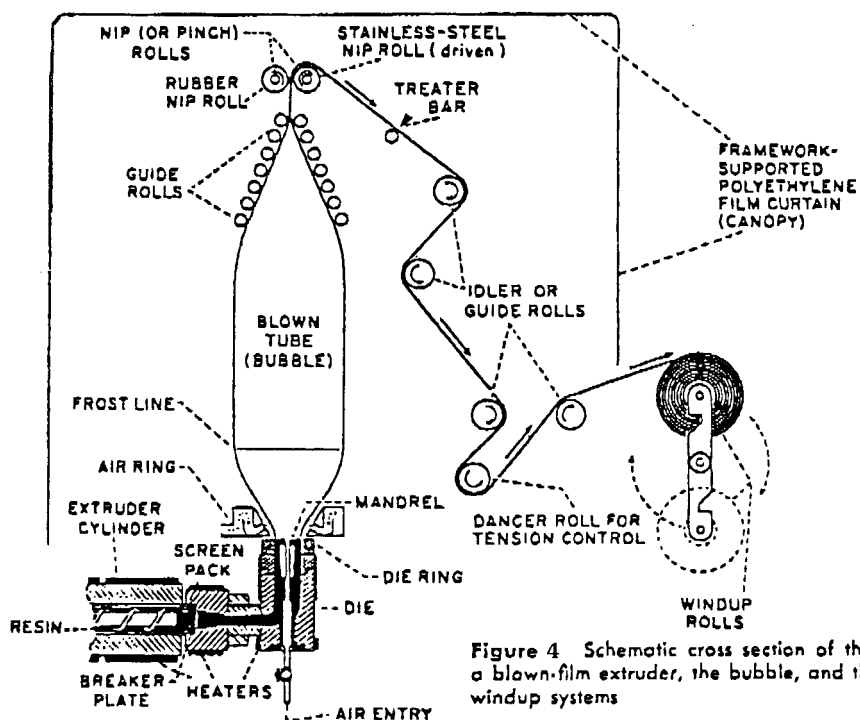 NIP (OR PINCH)
ROLLS
STAINLESS-STEEL
NIP ROLL (driven)
RUBBER
NIP ROLL
TREATER
BAR
GUIDE
ROLLS
FRAMEWORK-
SUPPORTED
POLYETHYLENE
FILM CURTAIN
(CANOPY)
IDLER OR
GUIDE ROLLS
BLOWN
TUBE
(BUBBLE)
FROST LINE
AIR RING
MANDREL
EXTRUDER
CYLINDER
SCREEN
PACK
DANCER ROLL FOR
TENSION CONTROL
DIE RING
DIE
RESIN
WINDUP
ROLLS
BREAKER
PLATE
HEATERS
AIR ENTRY
Figure 4 Schematic cross section of th
a blown-film extruder, the bubble, and t
windup systems